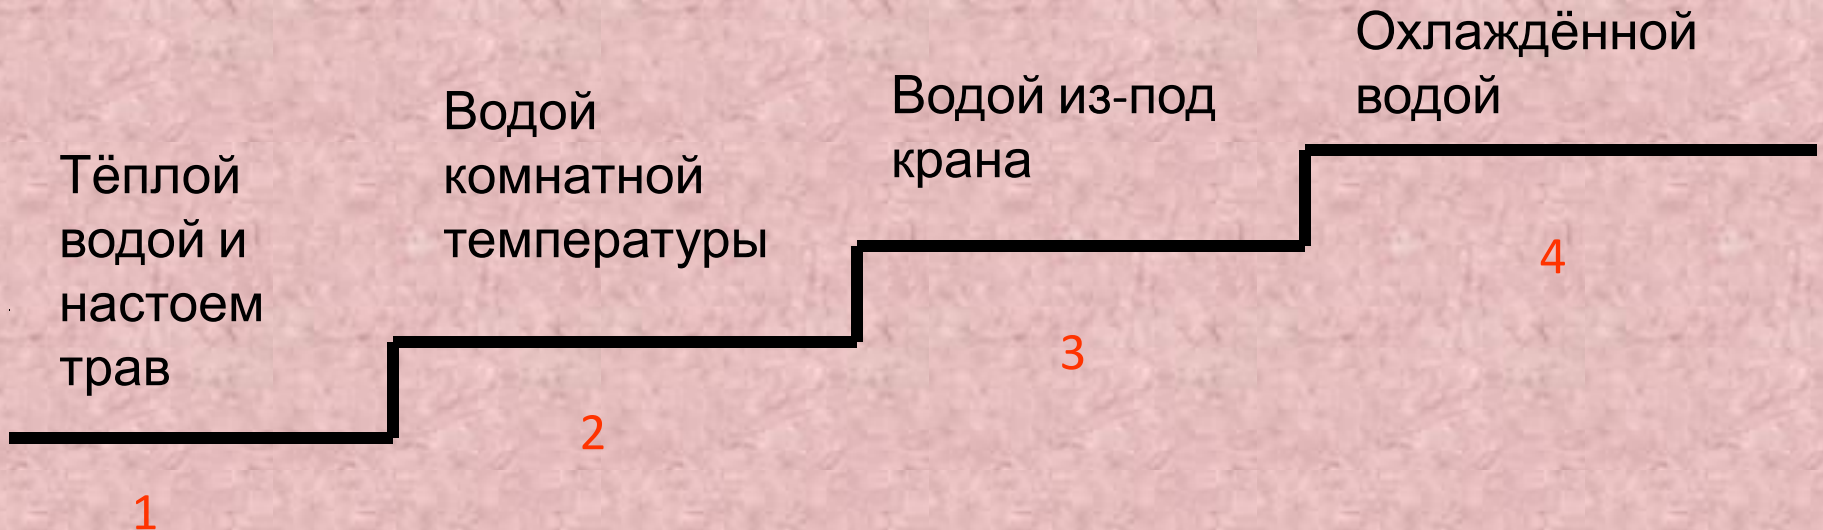 Тёплой
водой и
настоем
трав
1
Водой
комнатной
температуры
2
Водой из-под
крана
3
Охлаждённой
водой
4